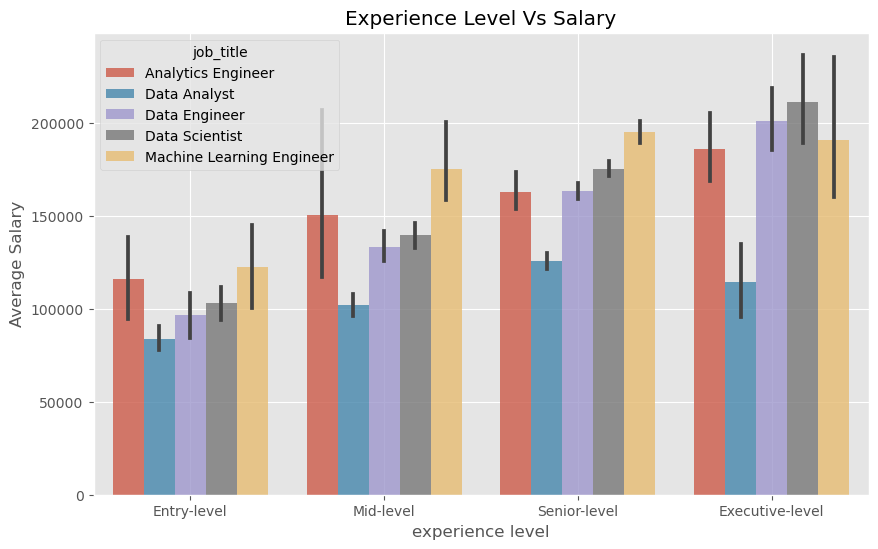 Experience Level Vs Salary
job_title
Analytics Engineer
Data Analyst
Data Engineer
Data Scientist
Machine Learning Engineer
Average Salary
200000
150000
100000
50000
0
Entry-level
Mid-level
Senior-level
Executive-level
experience level